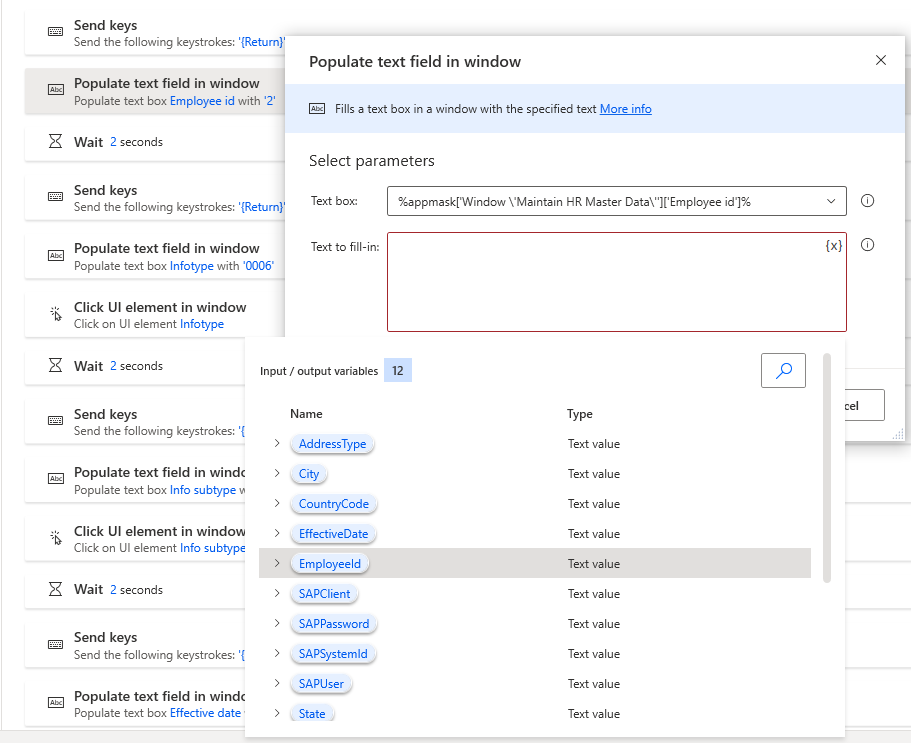 Send keys
Send the following keystrokes: '{Return}'
Populate text field in window
Populate text box Employee id with '2'
Wait 2 seconds
Send keys
Send the following keystrokes: '{Return}'
Populate text field in window
Populate text box Infotype with '0006'
Click UI element in window
Click on UI element Infotype
Wait 2 seconds
Send keys
Send the following keystrokes: '{
Abc Populate text field in windo
Populate text box Info subtype w
Click UI element in window
Click on UI element Info subtype
Wait 2 seconds
Send keys
Send the following keystrokes: '{
Abc Populate text field in windo
Populate text box Effective date
Populate text field in window
Abc Fills a text box in a window with the specified text More info
Select parameters
Text box: %appmask['Window \'Maintain HR Master Data\'']['Employee id']%
Text to fill-in: {x}
cel
Input / output variables 12
Name Type
AddressType Text value
City Text value
CountryCode Text value
EffectiveDate Text value
EmployeeId Text value
SAPClient Text value
SAPPassword Text value
SAPSystemId Text value
SAPUser Text value
State Text value